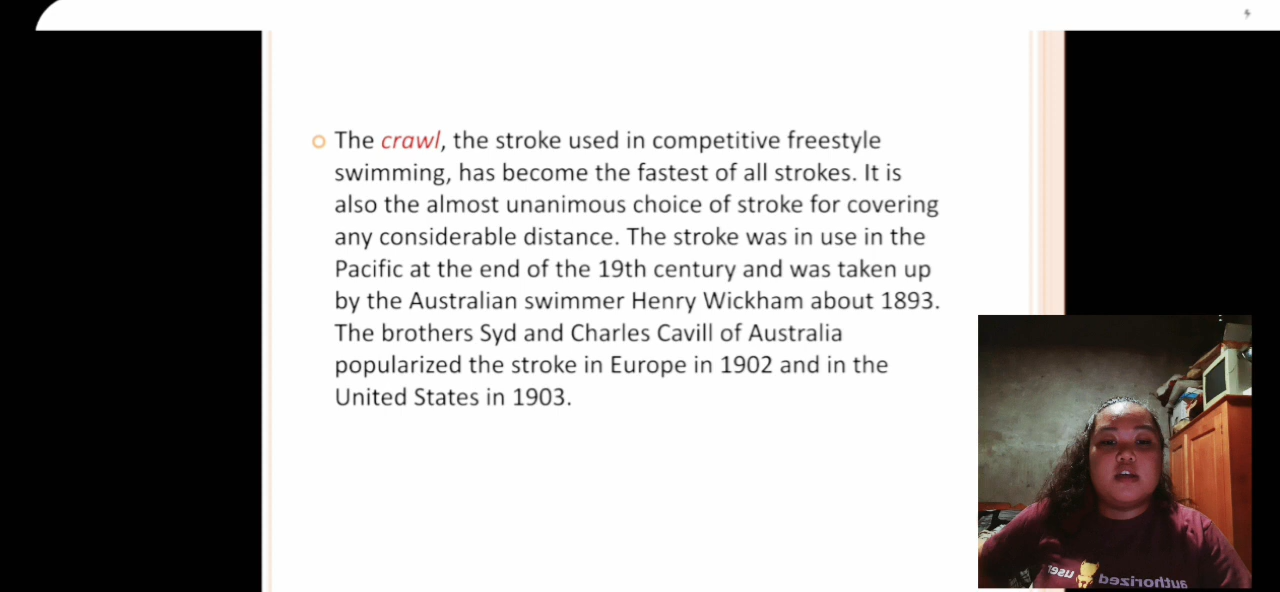 The crawl, the stroke used in competitive freestyle
swimming, has become the fastest of all strokes. It is
also the almost unanimous choice of stroke for covering
any considerable distance. The stroke was in use in the
Pacific at the end of the 19th century and was taken up
by the Australian swimmer Henry Wickham about 1893.
The brothers Syd and Charles Cavill of Australia
popularized the stroke in Europe in 1902 and in the
United States in 1903.
authorized user